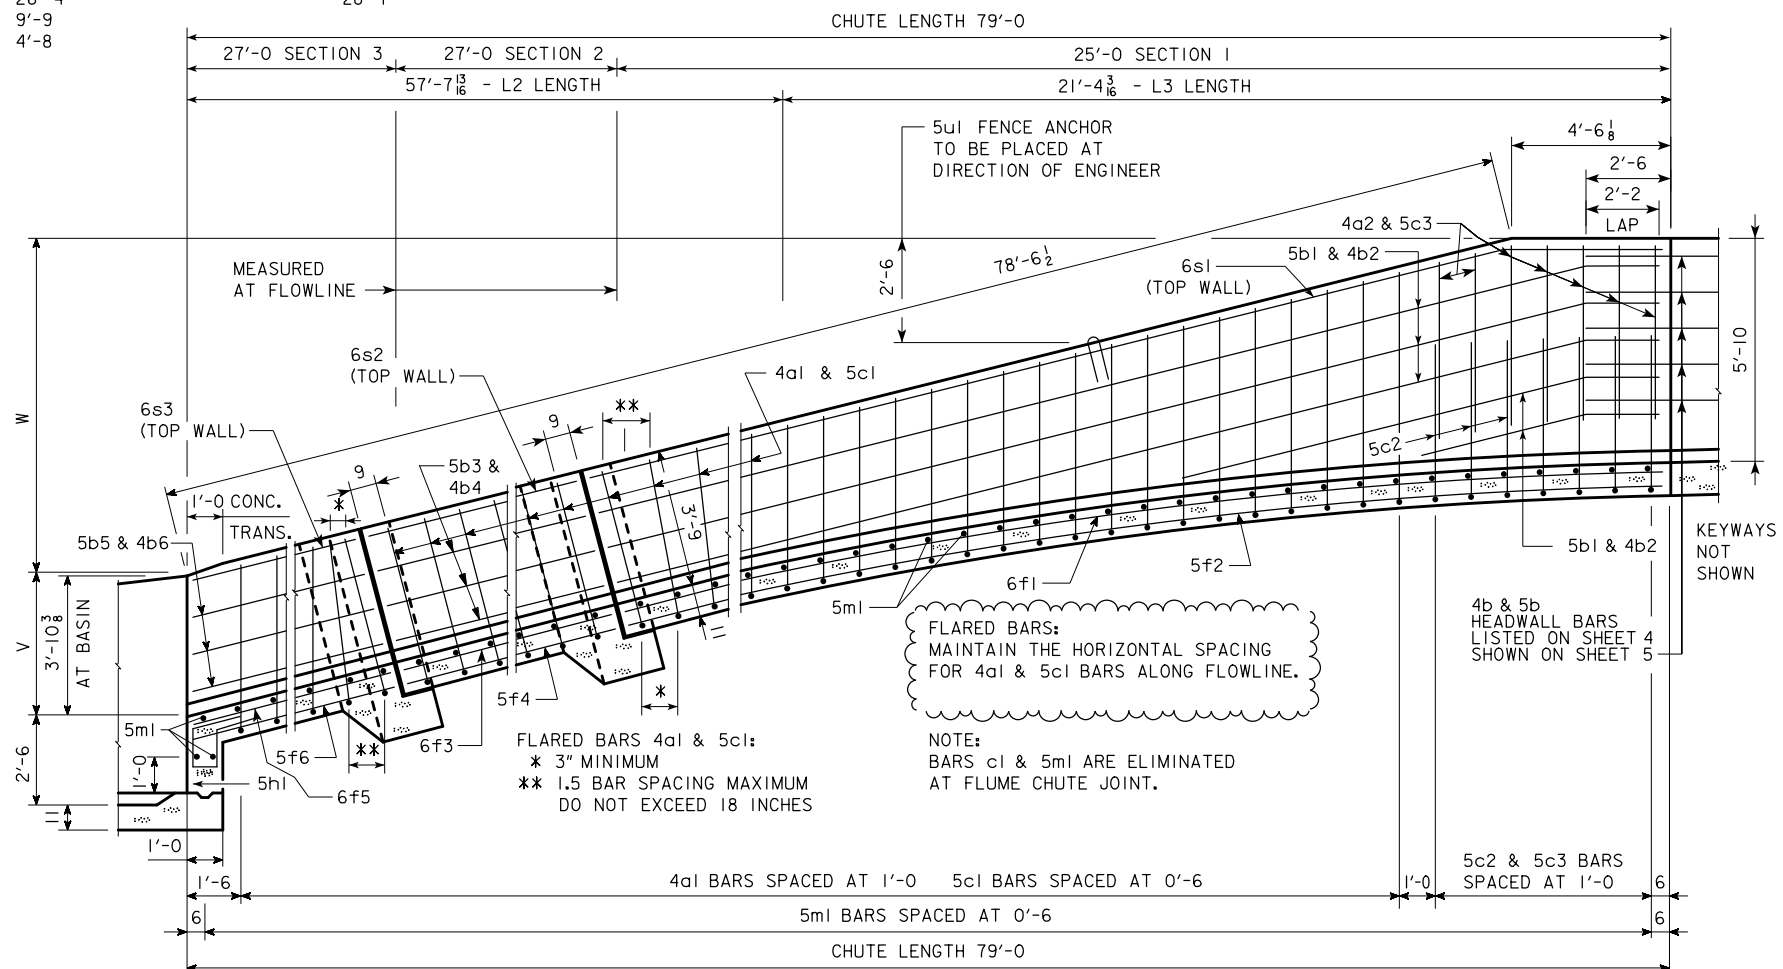 9'-9
4'-8
CHUTE LENGTH 79'-0
27'-0 SECTION 3
27'-0 SECTION 2
25'-0 SECTION 1
57'-7 13/16 - L2 LENGTH
21'-4 3/16 - L3 LENGTH
5u1 FENCE ANCHOR
TO BE PLACED AT
DIRECTION OF ENGINEER
4'-6 1/8
2'-6
2'-2
LAP
4a2 & 5c3
5b1 & 4b2
6s1
(TOP WALL)
78'-6 1/2
2'-6
MEASURED
AT FLOWLINE
W
5'-10
6s2
(TOP WALL)
4a1 & 5c1
6s3
(TOP WALL)
9
**
5c2
9
5b3 &
4b4
*
1'-0 CONC.
TRANS.
3'-9
5b5 & 4b6
KEYWAYS
NOT
SHOWN
5b1 & 4b2
5f2
6f1
5m1
11
V
3'-10 3/8
AT BASIN
FLARED BARS:
MAINTAIN THE HORIZONTAL SPACING
FOR 4a1 & 5c1 BARS ALONG FLOWLINE.
4b & 5b
HEADWALL BARS
LISTED ON SHEET 4
SHOWN ON SHEET 5
5f4
*
5m1
6f3
5f6
**
2'-6
1'-0
5h1
6f5
11
FLARED BARS 4a1 & 5c1:
* 3" MINIMUM
** 1.5 BAR SPACING MAXIMUM
DO NOT EXCEED 18 INCHES
NOTE:
BARS c1 & 5m1 ARE ELIMINATED
AT FLUME CHUTE JOINT.
1'-0
1'-6
4a1 BARS SPACED AT 1'-0 5c1 BARS SPACED AT 0'-6
1'-0
5c2 & 5c3 BARS
SPACED AT 1'-0
6
6
5m1 BARS SPACED AT 0'-6
6
CHUTE LENGTH 79'-0